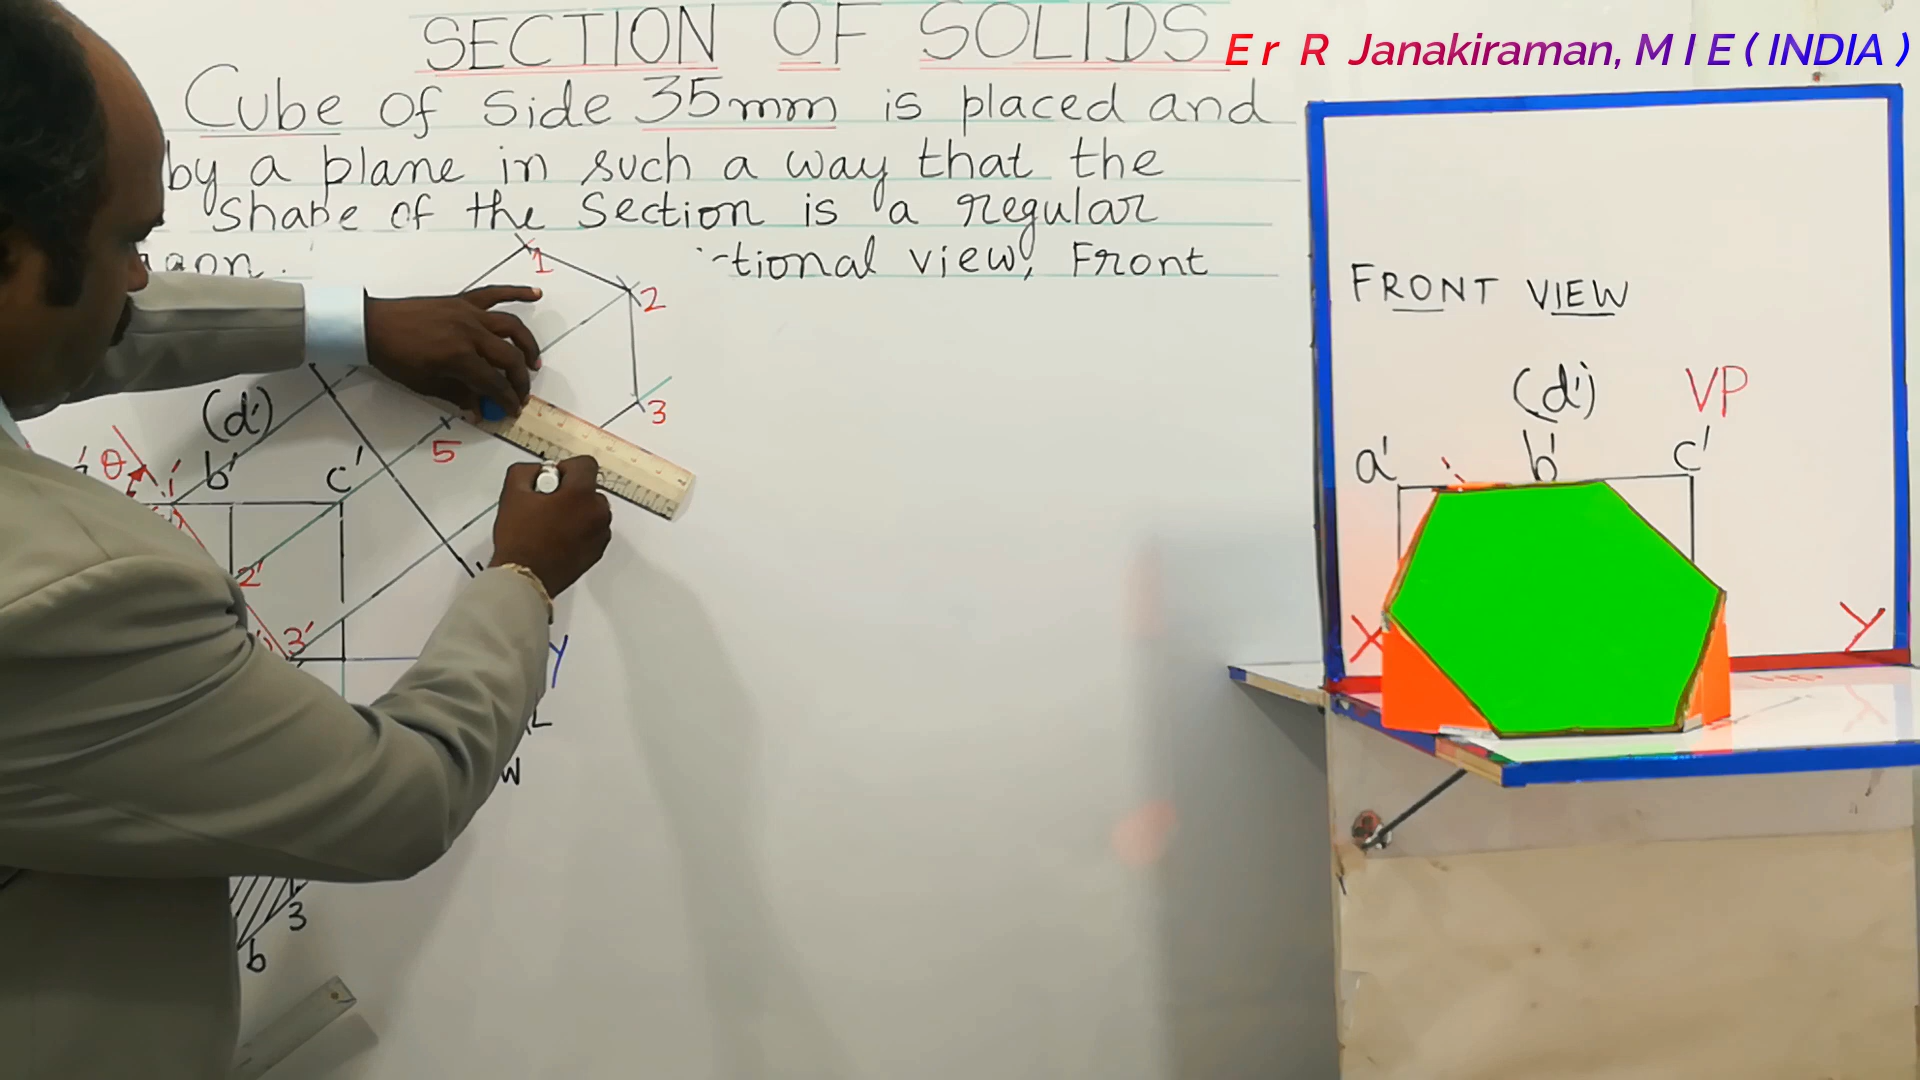 SECTION OF SOLIDS
Er R Janakiraman, M I E ( INDIA )
Cube of side 35mm is placed and
by a plane in such a way that the
shape of the section is a regular
view, Front
1
2
3
5
(d')
θ
1'
b'
c'
2'
3'
Y
L
W
3
b
FRONT VIEW
(d')
VP
a'
b'
c'
X
Y